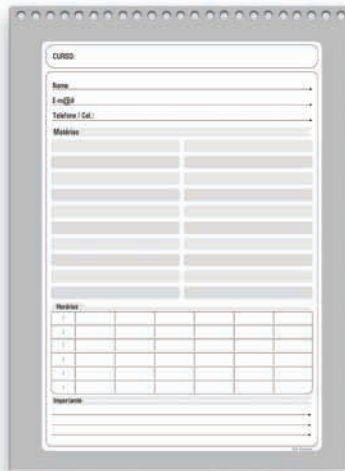 CURSO:
Nome
E-m@il
Telefone / Cel.:
Matérias
Horários :
Importante